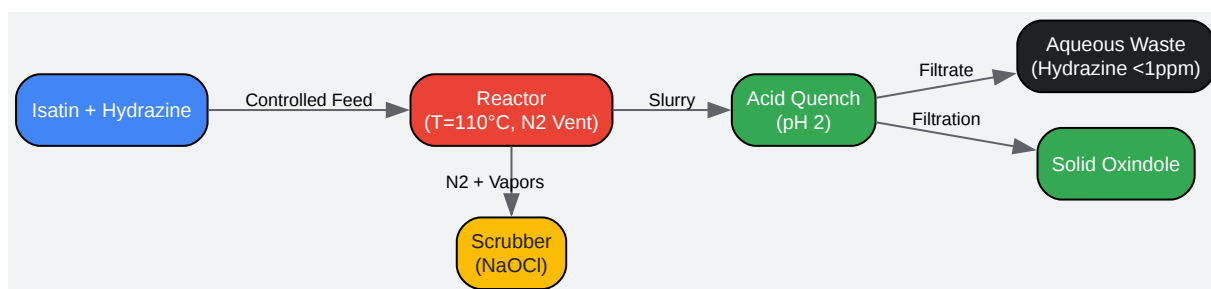 Isatin + Hydrazine
Controlled Feed
Reactor
(T=110°C, N2 Vent)
Slurry
Acid Quench
(pH 2)
Filtrate
Aqueous Waste
(Hydrazine <1ppm)
Filtration
Solid Oxindole
N2 + Vapors
Scrubber
(NaOCl)